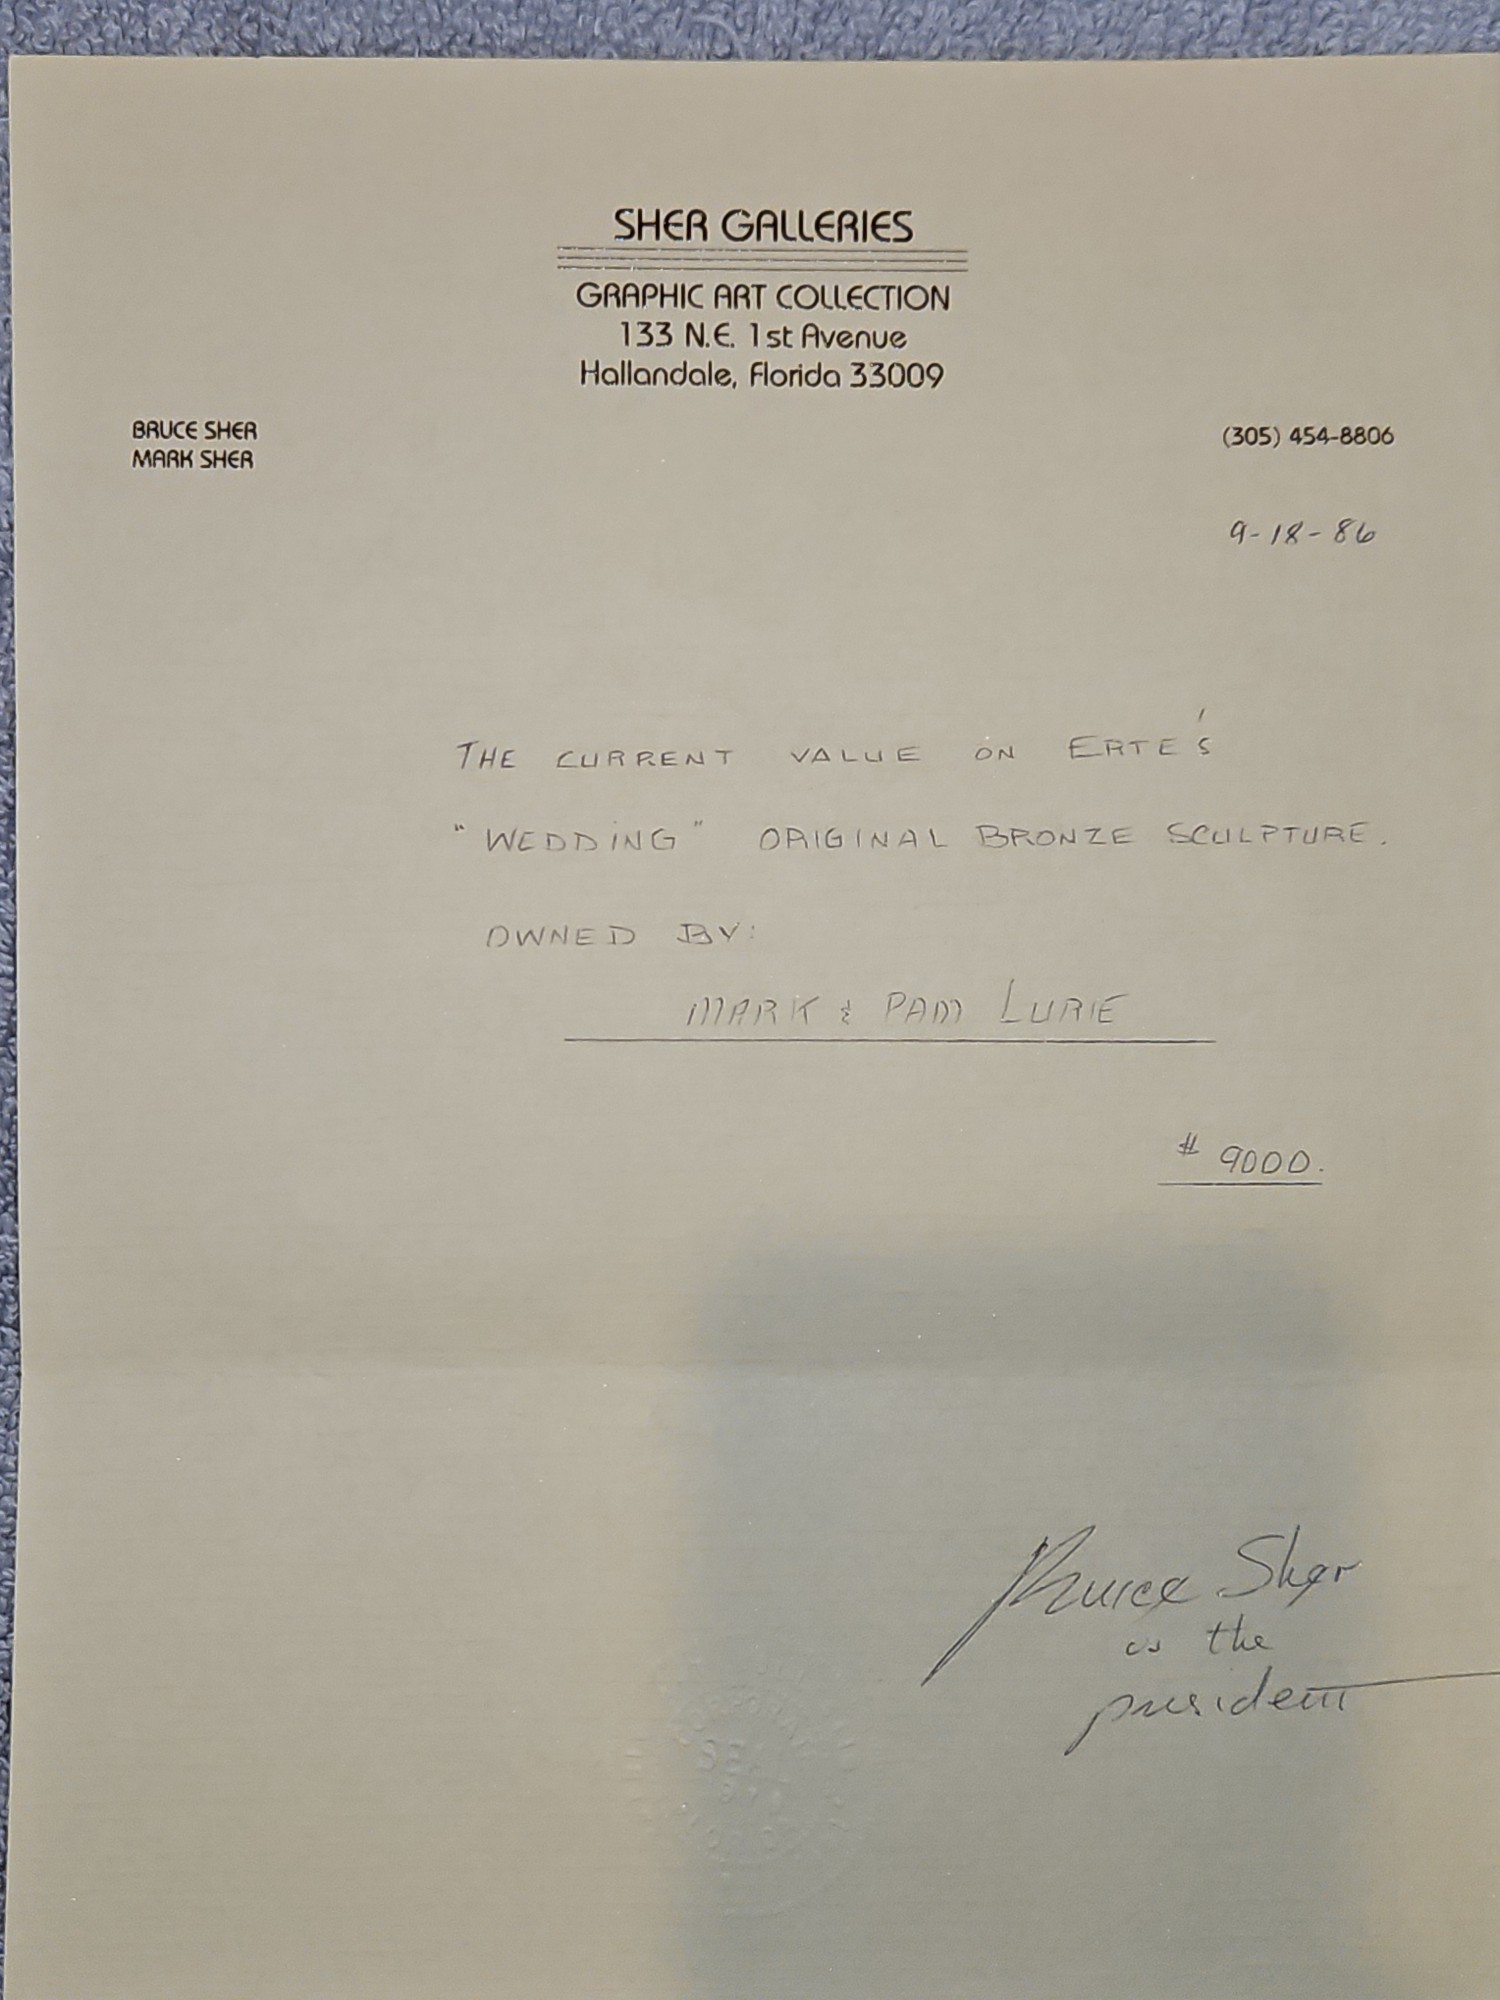 SHER GALLERIES
GRAPHIC ART COLLECTION
133 N.E. 1st Avenue
Hallandale, Florida 33009
BRUCE SHER
MARK SHER
(305) 454-8806
9-18-86
THE CURRENT VALUE ON ERTÉ'S
"WEDDING" ORIGINAL BRONZE SCULPTURE.
OWNED BY:
MARK & PAM LURIE
$ 9000.
Bruce Sher
as the
president
SEAL